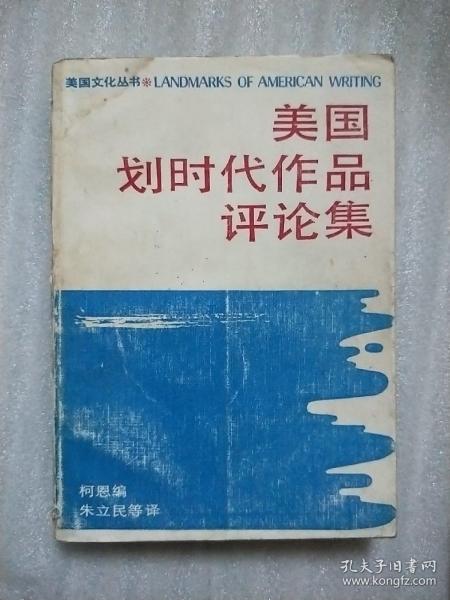 美国文化丛书※LANDMARKS OF AMERICAN WRITING
美国
划时代作品
评论集
柯恩编
朱立民等译
孔夫子旧书网
www.kongfz.com